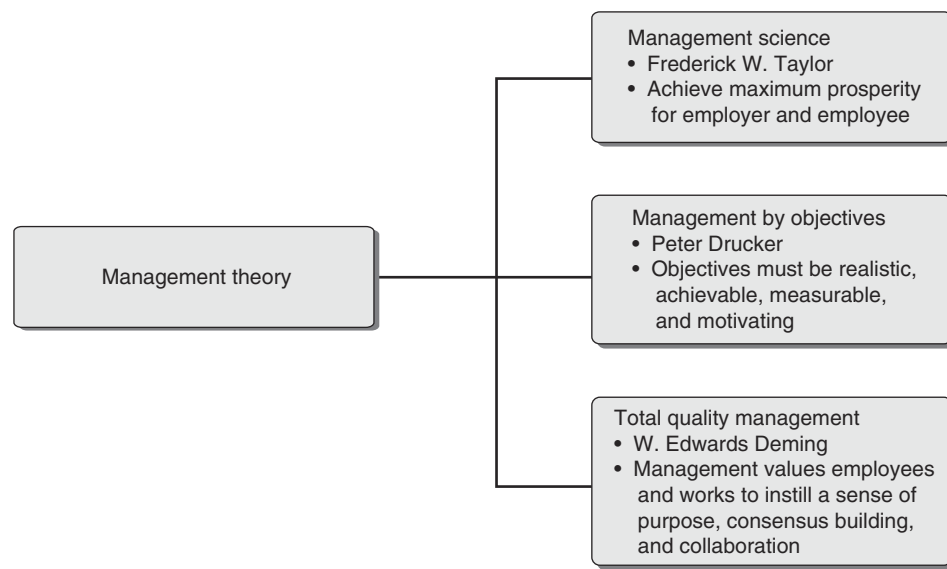 Management theory
Management science
• Frederick W. Taylor
• Achieve maximum prosperity
for employer and employee
Management by objectives
• Peter Drucker
• Objectives must be realistic,
achievable, measurable,
and motivating
Total quality management
• W. Edwards Deming
• Management values employees
and works to instill a sense of
purpose, consensus building,
and collaboration